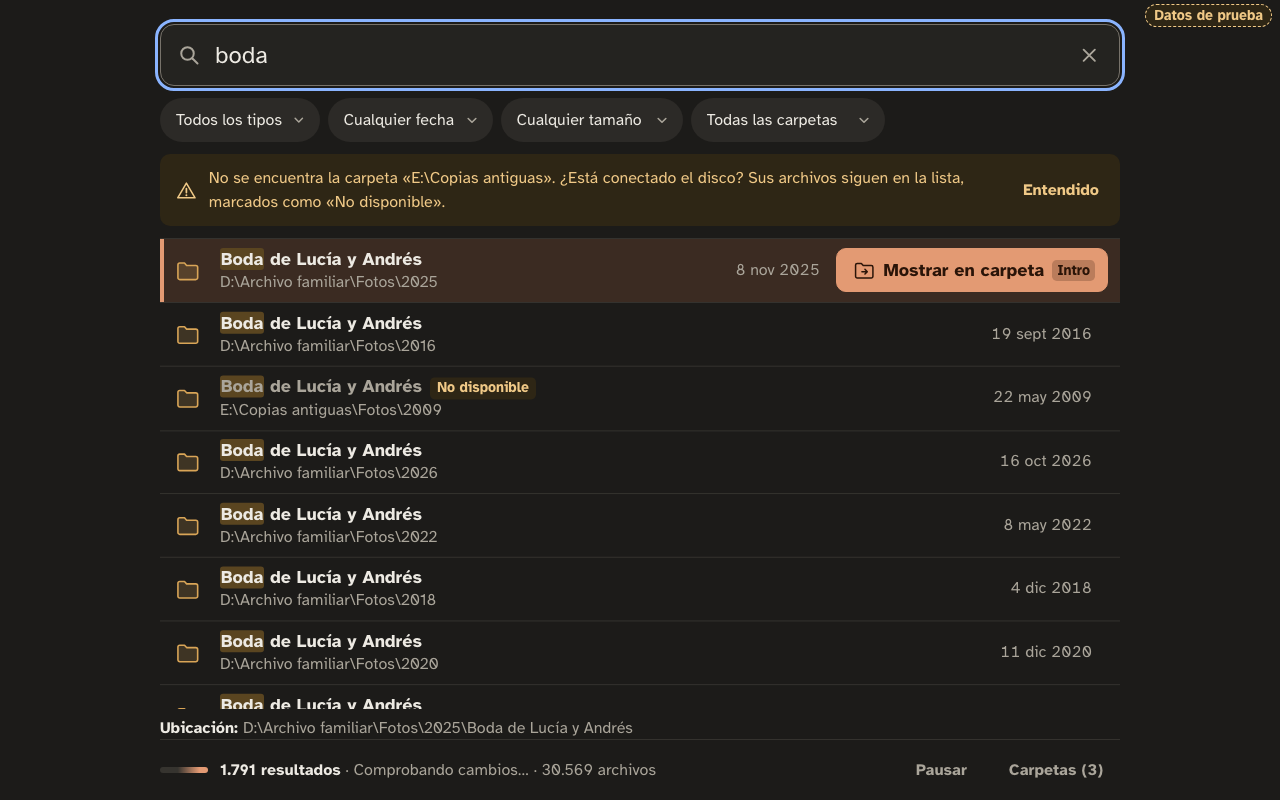 Datos de prueba
boda
Todos los tipos
Cualquier fecha
Cualquier tamaño
Todas las carpetas
No se encuentra la carpeta «E:\Copias antiguas». ¿Está conectado el disco? Sus archivos siguen en la lista,
marcados como «No disponible».
Entendido
Boda de Lucía y Andrés
D:\Archivo familiar\Fotos\2025
8 nov 2025
Mostrar en carpeta Intro
Boda de Lucía y Andrés
D:\Archivo familiar\Fotos\2016
19 sept 2016
Boda de Lucía y Andrés No disponible
E:\Copias antiguas\Fotos\2009
22 may 2009
Boda de Lucía y Andrés
D:\Archivo familiar\Fotos\2026
16 oct 2026
Boda de Lucía y Andrés
D:\Archivo familiar\Fotos\2022
8 may 2022
Boda de Lucía y Andrés
D:\Archivo familiar\Fotos\2018
4 dic 2018
Boda de Lucía y Andrés
D:\Archivo familiar\Fotos\2020
11 dic 2020
Boda de Lucía y Andrés
Ubicación: D:\Archivo familiar\Fotos\2025\Boda de Lucía y Andrés
1.791 resultados · Comprobando cambios… · 30.569 archivos
Pausar
Carpetas (3)